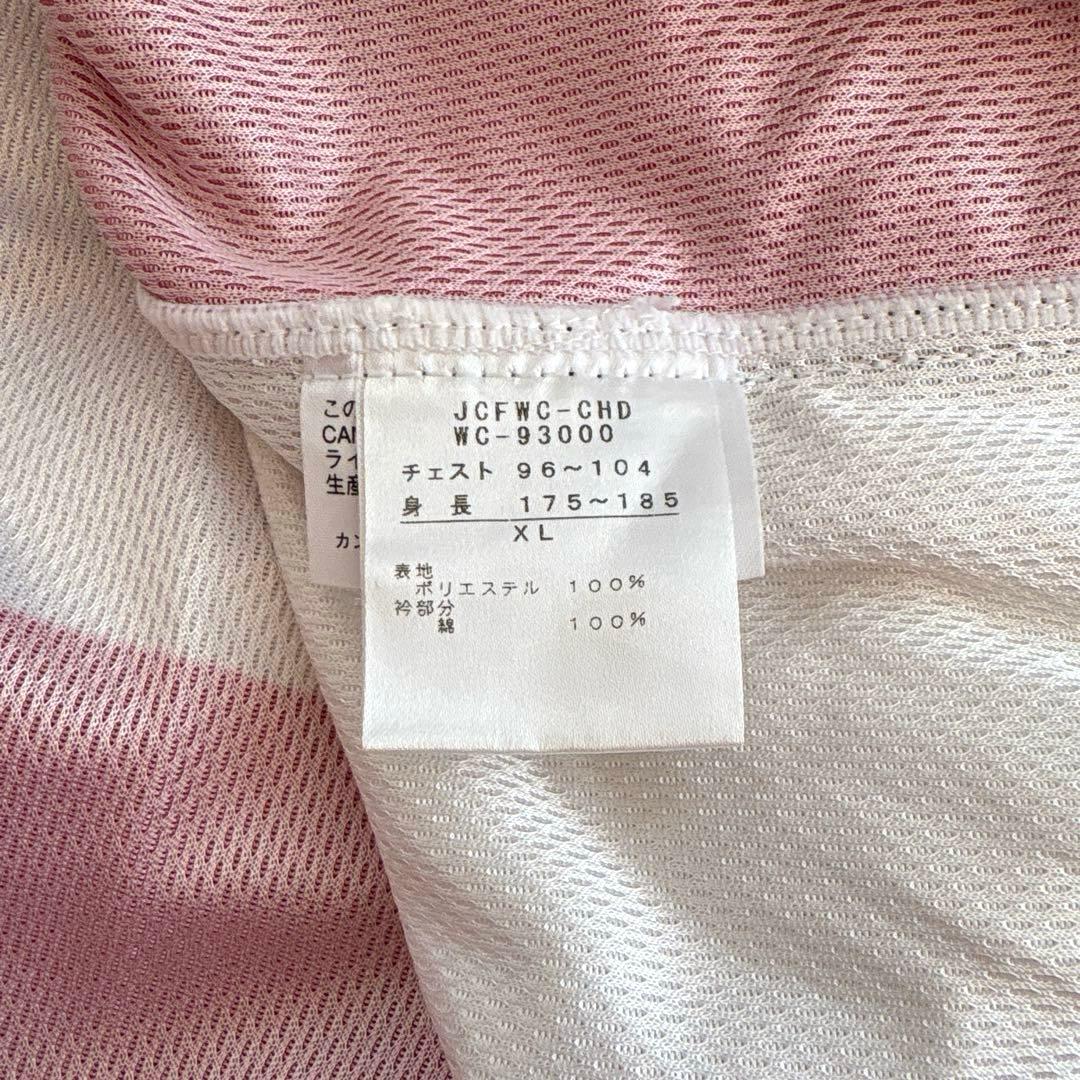 JCFWC-CHD
WC-93000
チェスト 96~104
身 長 175~185
XL
表地
ポリエステル 100%
衿部分
綿 100%
この
CAN
ライ
生産
カン